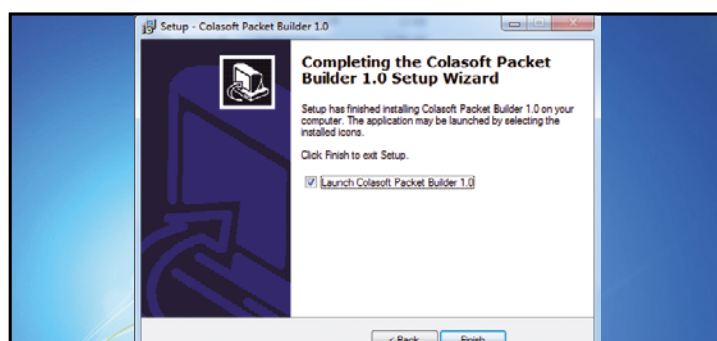 Setup - Colasoft Packet Builder 1.0
Completing the Colasoft Packet
Builder 1.0 Setup Wizard
Setup has finished installing Colasoft Packet Builder 1.0 on your
computer. The application may be launched by selecting the
installed icons.
Click Finish to exit Setup.
Launch Colasoft Packet Builder 1.0
< Back Finish